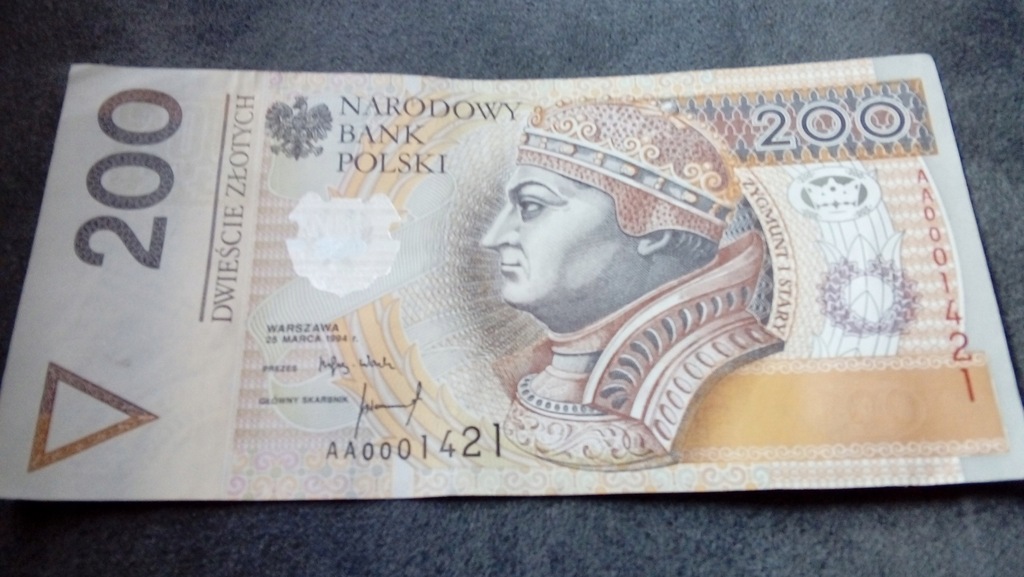 200
DWIEŚCIE ZŁOTYCH
NARODOWY
BANK
POLSKI
WARSZAWA
25 MARCA 1994 r.
PREZES
GŁÓWNY SKARBNIK
AA0001421
200
ZYGMUNT I STARY
AA0001421